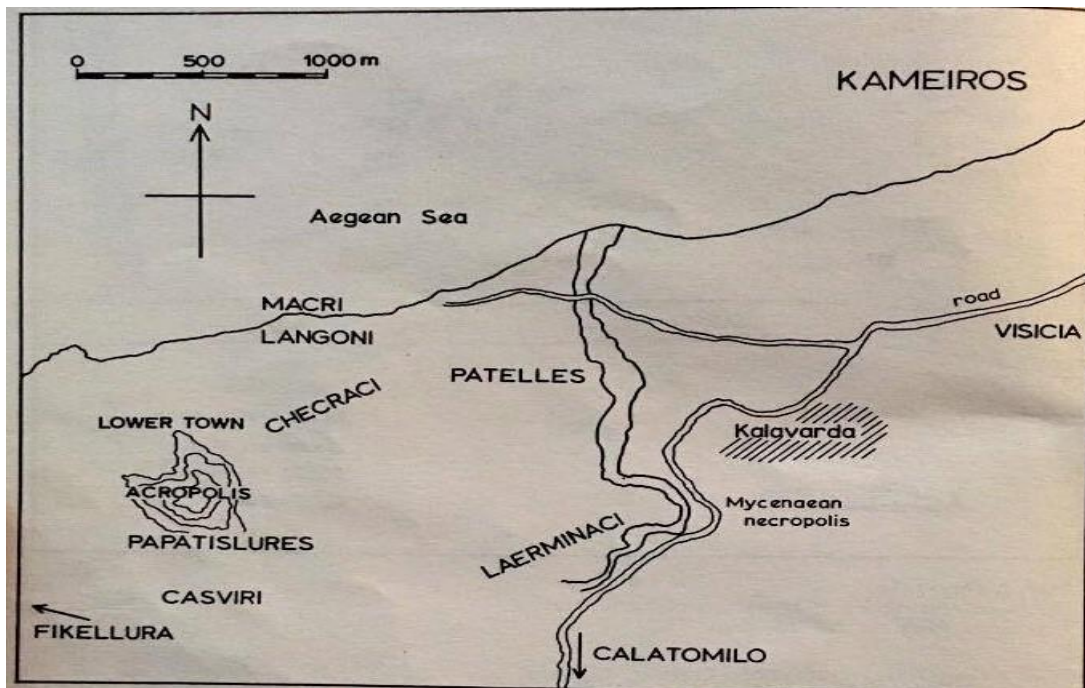 0 500 1000 m
KAMEIROS
N
Aegean Sea
MACRI
LANGONI
road
VISICIA
PATELLES
CHECRACI
LOWER TOWN
Kalavarda
ACROPOLIS
Mycenaean
necropolis
PAPATISLURES
LAERMINACI
CASVIRI
FIKELLURA
CALATOMILO